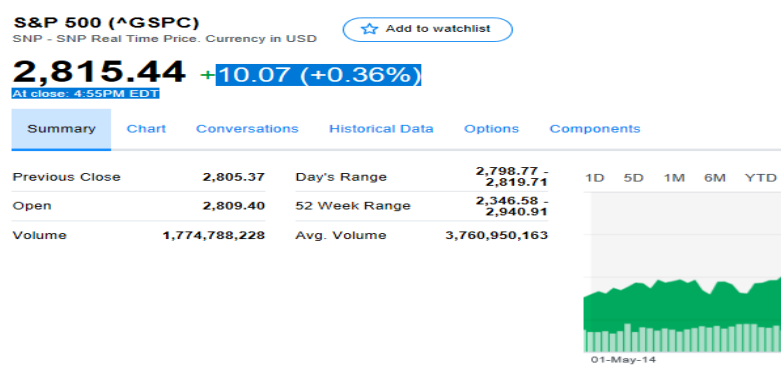 S&P 500 (^GSPC)
SNP - SNP Real Time Price. Currency in USD
Add to watchlist
2,815.44 +10.07 (+0.36%)
At close: 4:55PM EDT
Summary Chart Conversations Historical Data Options Components
Previous Close 2,805.37
Open 2,809.40
Volume 1,774,788,228
Day's Range 2,798.77 -
2,819.71
52 Week Range 2,346.58 -
2,940.91
Avg. Volume 3,760,950,163
1D 5D 1M 6M YTD
01-May-14